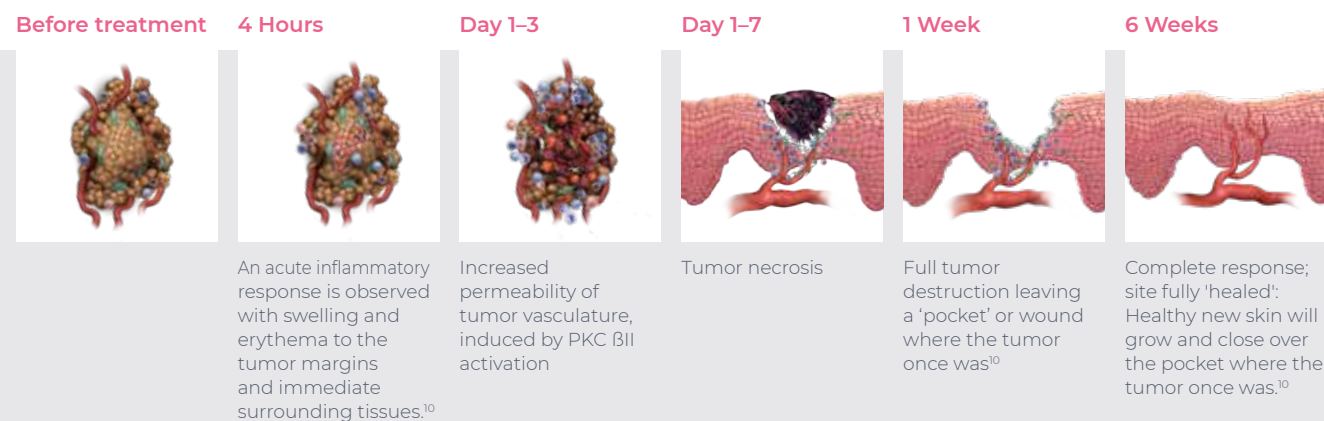 Before treatment
4 Hours
Day 1–3
Day 1–7
1 Week
6 Weeks
An acute inflammatory
response is observed
with swelling and
erythema to the
tumor margins
and immediate
surrounding tissues.¹⁰
Increased
permeability of
tumor vasculature,
induced by PKC ßII
activation
Tumor necrosis
Full tumor
destruction leaving
a ‘pocket’ or wound
where the tumor
once was¹⁰
Complete response;
site fully 'healed':
Healthy new skin will
grow and close over
the pocket where the
tumor once was.¹⁰